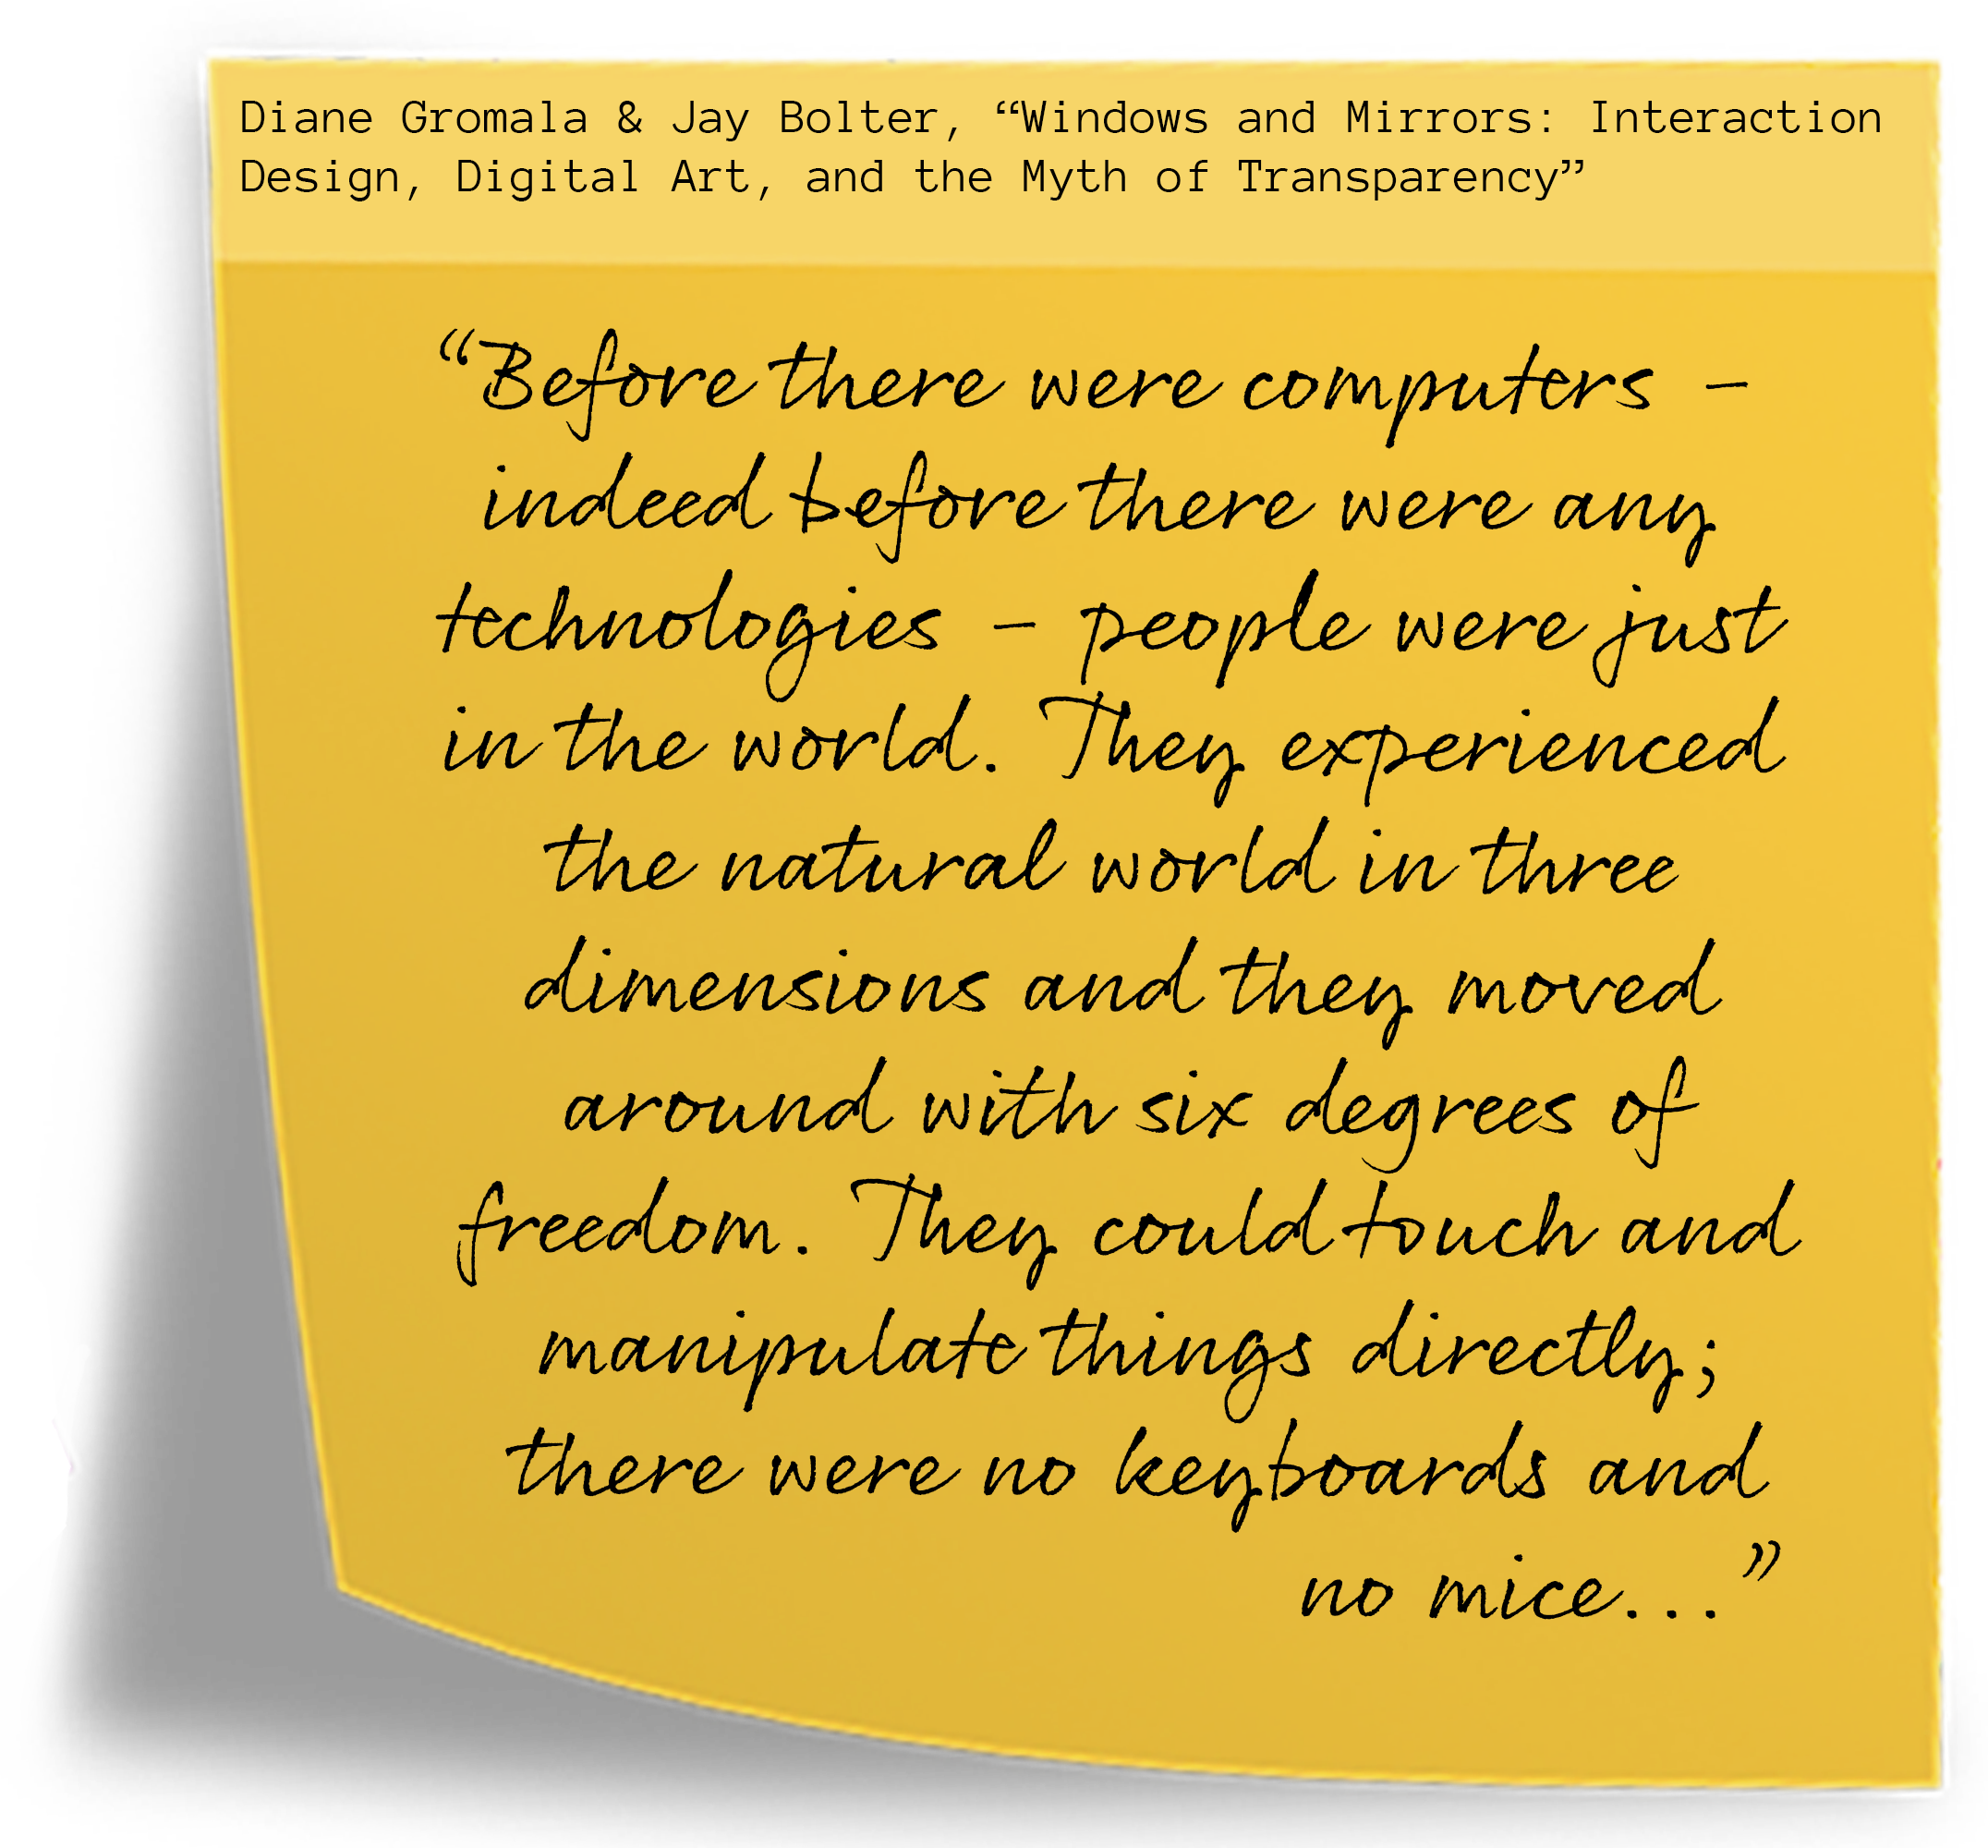 Diane Gromala & Jay Bolter, “Windows and Mirrors: Interaction
Design, Digital Art, and the Myth of Transparency”
“Before there were computers –
indeed before there were any
technologies – people were just
in the world. They experienced
the natural world in three
dimensions and they moved
around with six degrees of
freedom. They could touch and
manipulate things directly;
there were no keyboards and
no mice...”